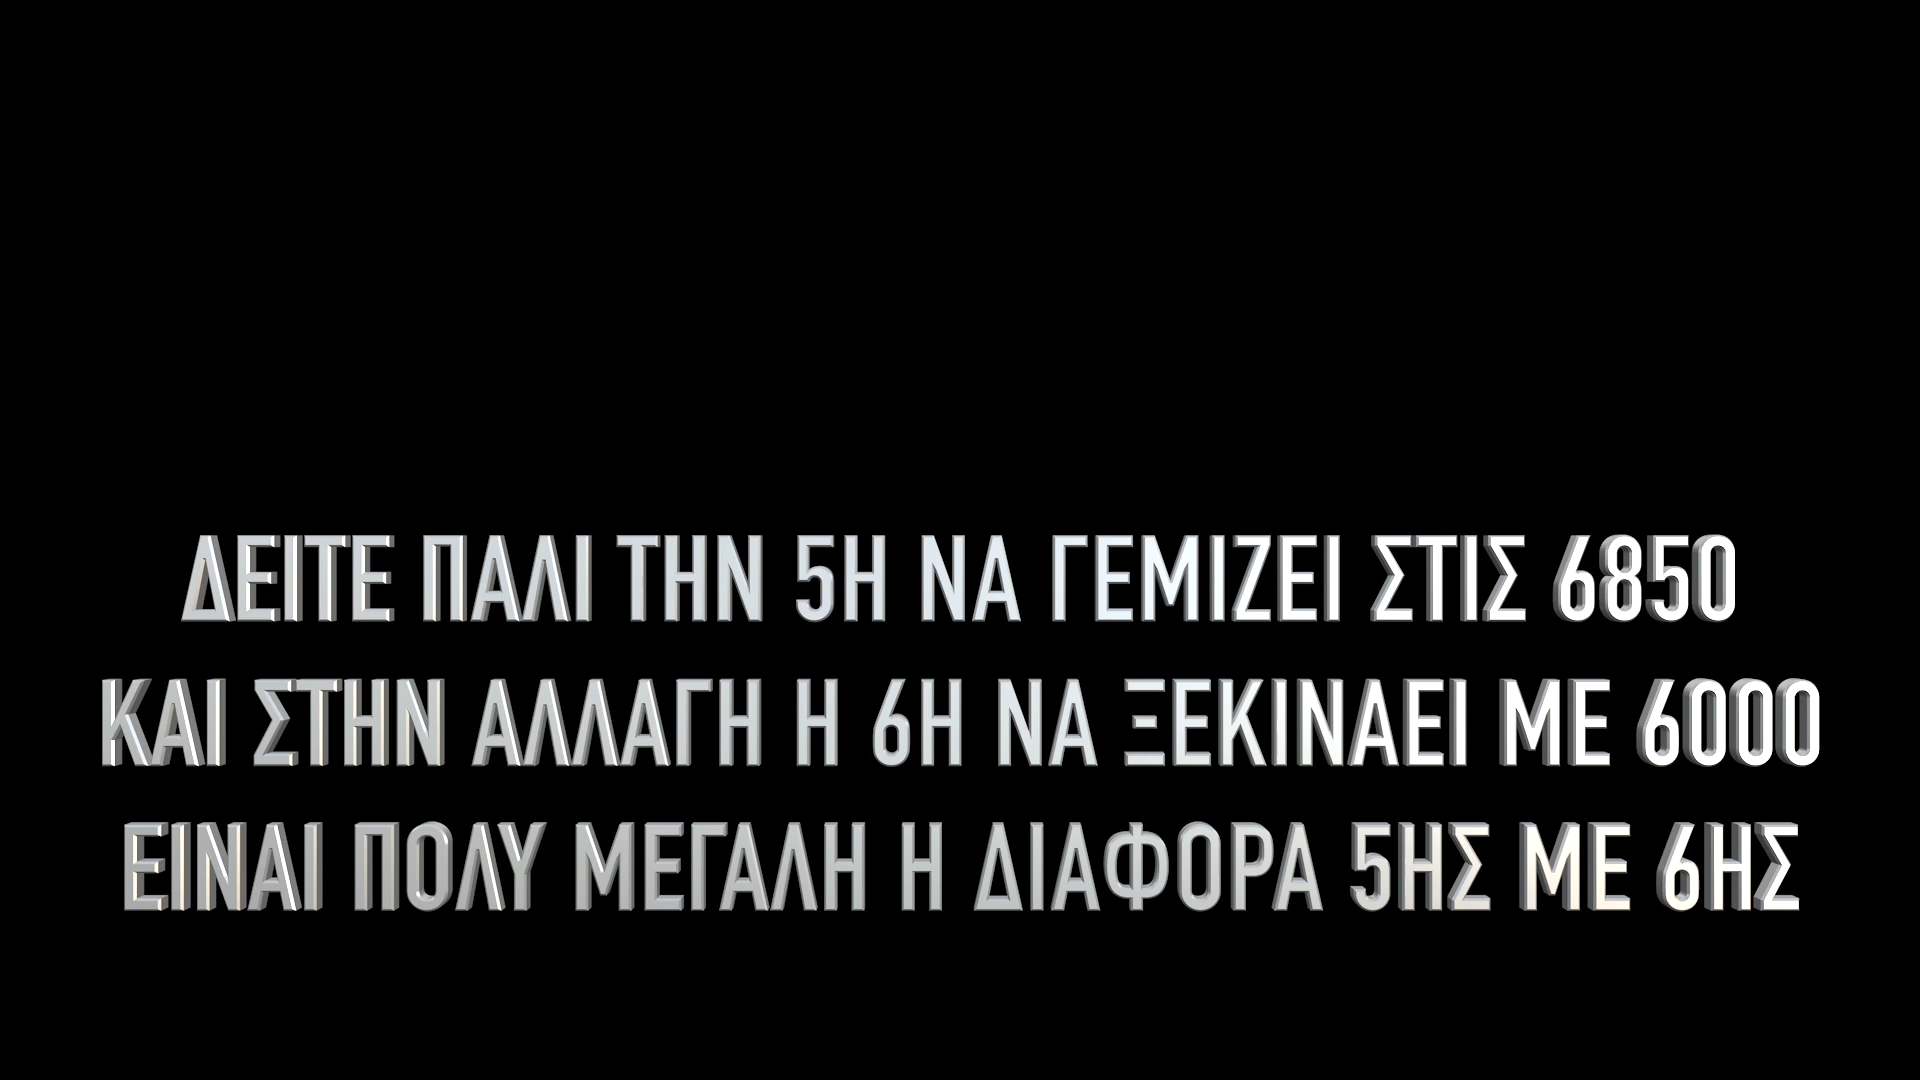 ΔΕΙΤΕ ΠΑΛΙ ΤΗΝ 5Η ΝΑ ΓΕΜΙΖΕΙ ΣΤΙΣ 6850
ΚΑΙ ΣΤΗΝ ΑΛΛΑΓΗ Η 6Η ΝΑ ΞΕΚΙΝΑΕΙ ΜΕ 6000
ΕΙΝΑΙ ΠΟΛΥ ΜΕΓΑΛΗ Η ΔΙΑΦΟΡΑ 5ΗΣ ΜΕ 6ΗΣ